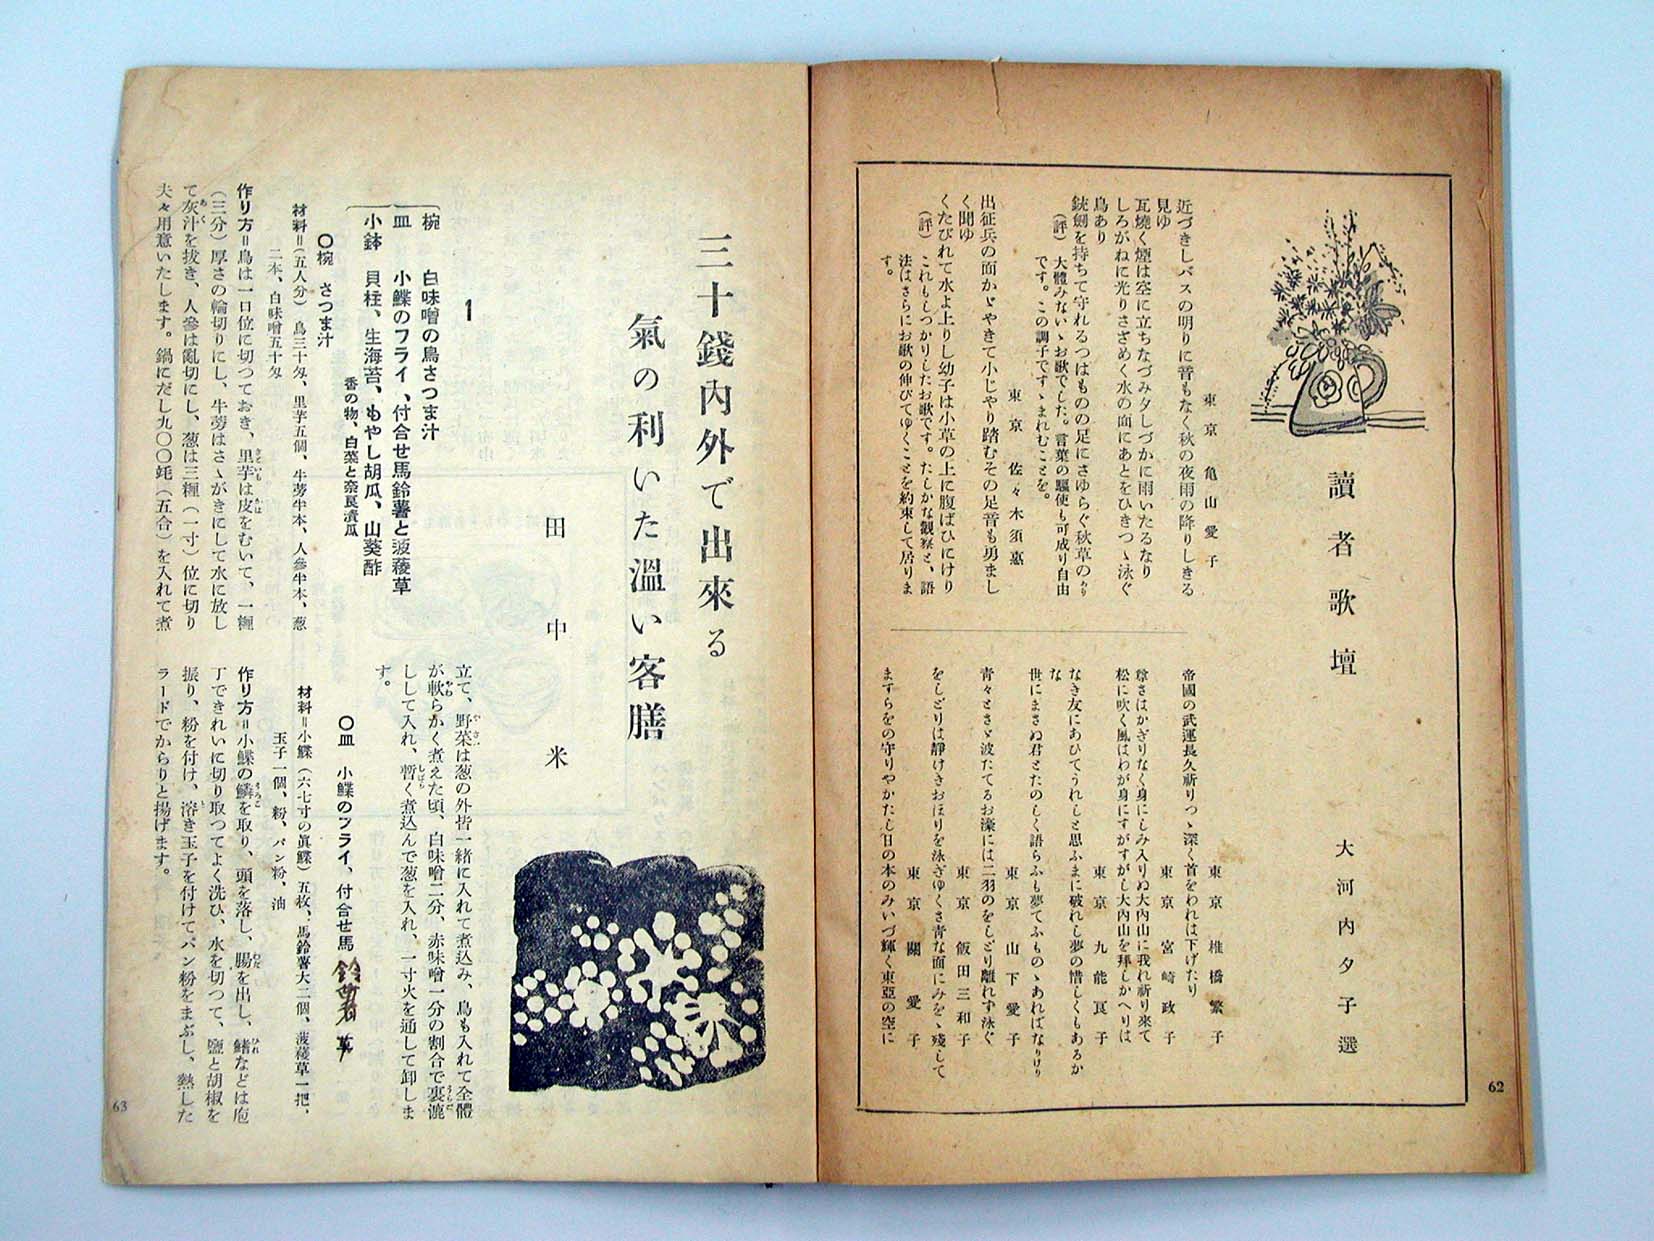 讀者歌壇
大河内夕子選
東京 亀山愛子
近づきしバスの明りに音もなく秋の夜雨の降りしきる
見ゆ
瓦燒く煙は空に立ちなづみ夕しづかに雨いたるなり
しろがねに光りさざめく水の面にあとをひきつゝ泳ぐ
鳥あり
銃劍を持ちて守れるつはものの足にさゆらぐ秋草の
(評) 大體みないゝお歌でした。言葉の驅使も可成り自由
です。この調子ですゝまれむことを。
東京 佐々木須惠
出征兵の面かゞやきて小じやり踏むその足音も勇まし
く聞ゆ
くたびれて水より上りし幼子は小草の上に腹ばひにけり
(評) これもしつかりしたお歌です。たしかな觀察と、語
法はさらにお歌の伸びてゆくことを約束して居りま
す。
東京 椎橋繁子
帝國の武運長久祈りつゝ深く首をわれは下げたり
東京 宮崎政子
尊さはかぎりなく身にしみ入りぬ大内山に我れ祈り來て
松に吹く風はわが身にすがすがし大内山を拜しかへりは
東京 九能良子
なき友にあひてうれしと思ふまに破れし夢の惜しくもあるか
な
世にまさぬ君とたのしく語らふも夢てふものゝあればなりけり
東京 山下愛子
青々とさゞ波たてるお濠には二羽のをしどり離れず泳ぐ
東京 飯田三和子
をしどりは靜けきおほりを泳ぎゆくさ青な面にみをゝ殘して
東京 關愛子
ますらをの守りやかたし日の本のみいづ輝く東亞の空に
62
三十錢内外で出來る
氣の利いた溫い客膳
田中米
1
椀 白味噌の鳥さつま汁
皿 小鰈のフライ、付合せ馬鈴薯と菠薐草
小鉢 貝柱、生海苔、もやし胡瓜、山葵酢
香の物、白菜と奈良漬瓜
〇椀 さつま汁
材料=(五人分) 鳥三十匁、里芋五個、牛蒡半本、人參半本、葱
二本、白味噌五十匁
作り方=鳥は一口位に切つておき、里芋は皮をむいて、一糎
(三分) 厚さの輪切りにし、牛蒡はさゝがきにして水に放し
て灰汁を抜き、人參は亂切にし、葱は三糎(一寸)位に切り
夫々用意いたします。鍋にだし九〇〇竓(五合)を入れて煮
立て、野菜は葱の外皆一緒に入れて煮込み、鳥も入れて全體
が軟らかく煮えた頃、白味噌二分、赤味噌一分の割合で裏漉
しして入れ、暫く煮込んで葱を入れ、一寸火を通して卸しま
す。
〇皿 小鰈のフライ、付合せ馬鈴薯 草
材料=小鰈(六七寸の眞鰈)五枚、馬鈴薯大二個、菠薐草一把、
玉子一個、粉、パン粉、油
作り方=小鰈の鱗を取り、頭を落し、腸を出し、鰭などは庖
丁できれいに切り取つてよく洗ひ、水を切つて、鹽と胡椒を
振り、粉を付け、溶き玉子を付けてパン粉をまぶし、熱した
ラードでからりと揚げます。
63